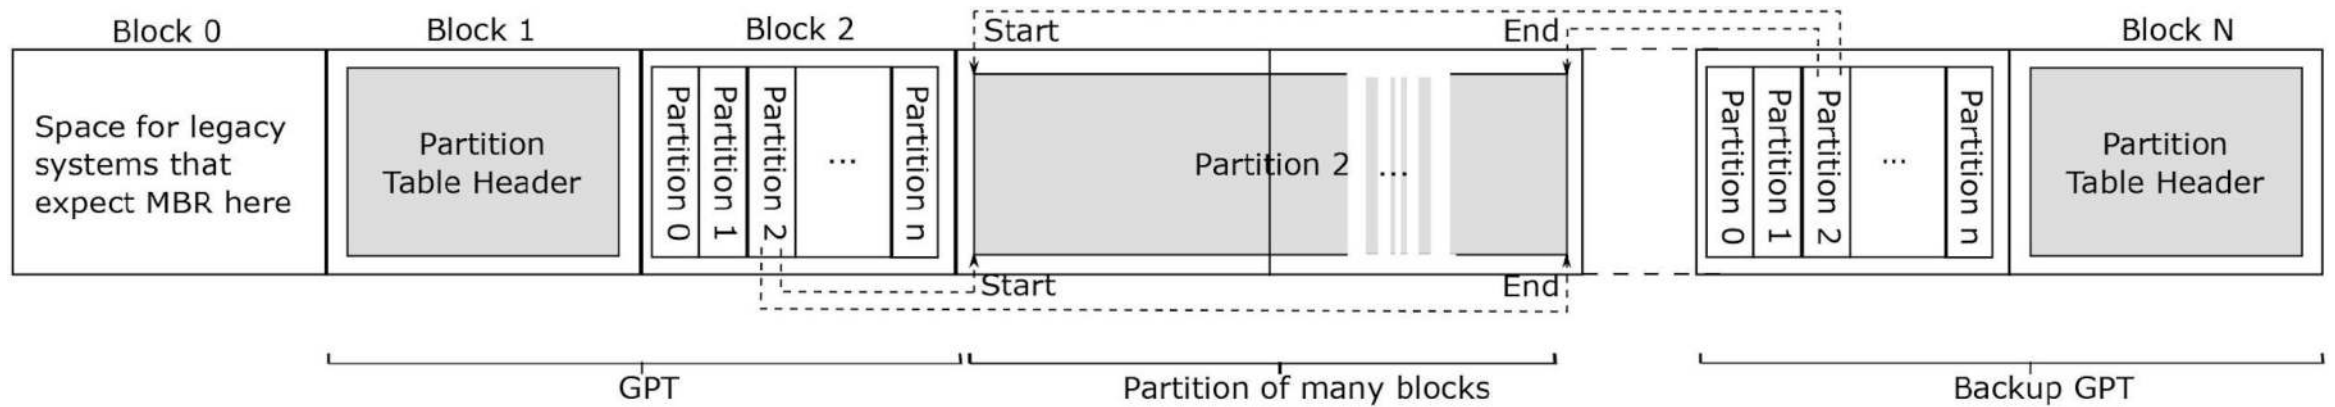 Block 0
Block 1
Block 2
Start
End
Block N
Space for legacy
systems that
expect MBR here
Partition
Table Header
Partition 0
Partition 1
Partition 2
...
Partition n
Partition 2 ...
Partition 0
Partition 1
Partition 2
...
Partition n
Partition
Table Header
Start
End
GPT
Partition of many blocks
Backup GPT